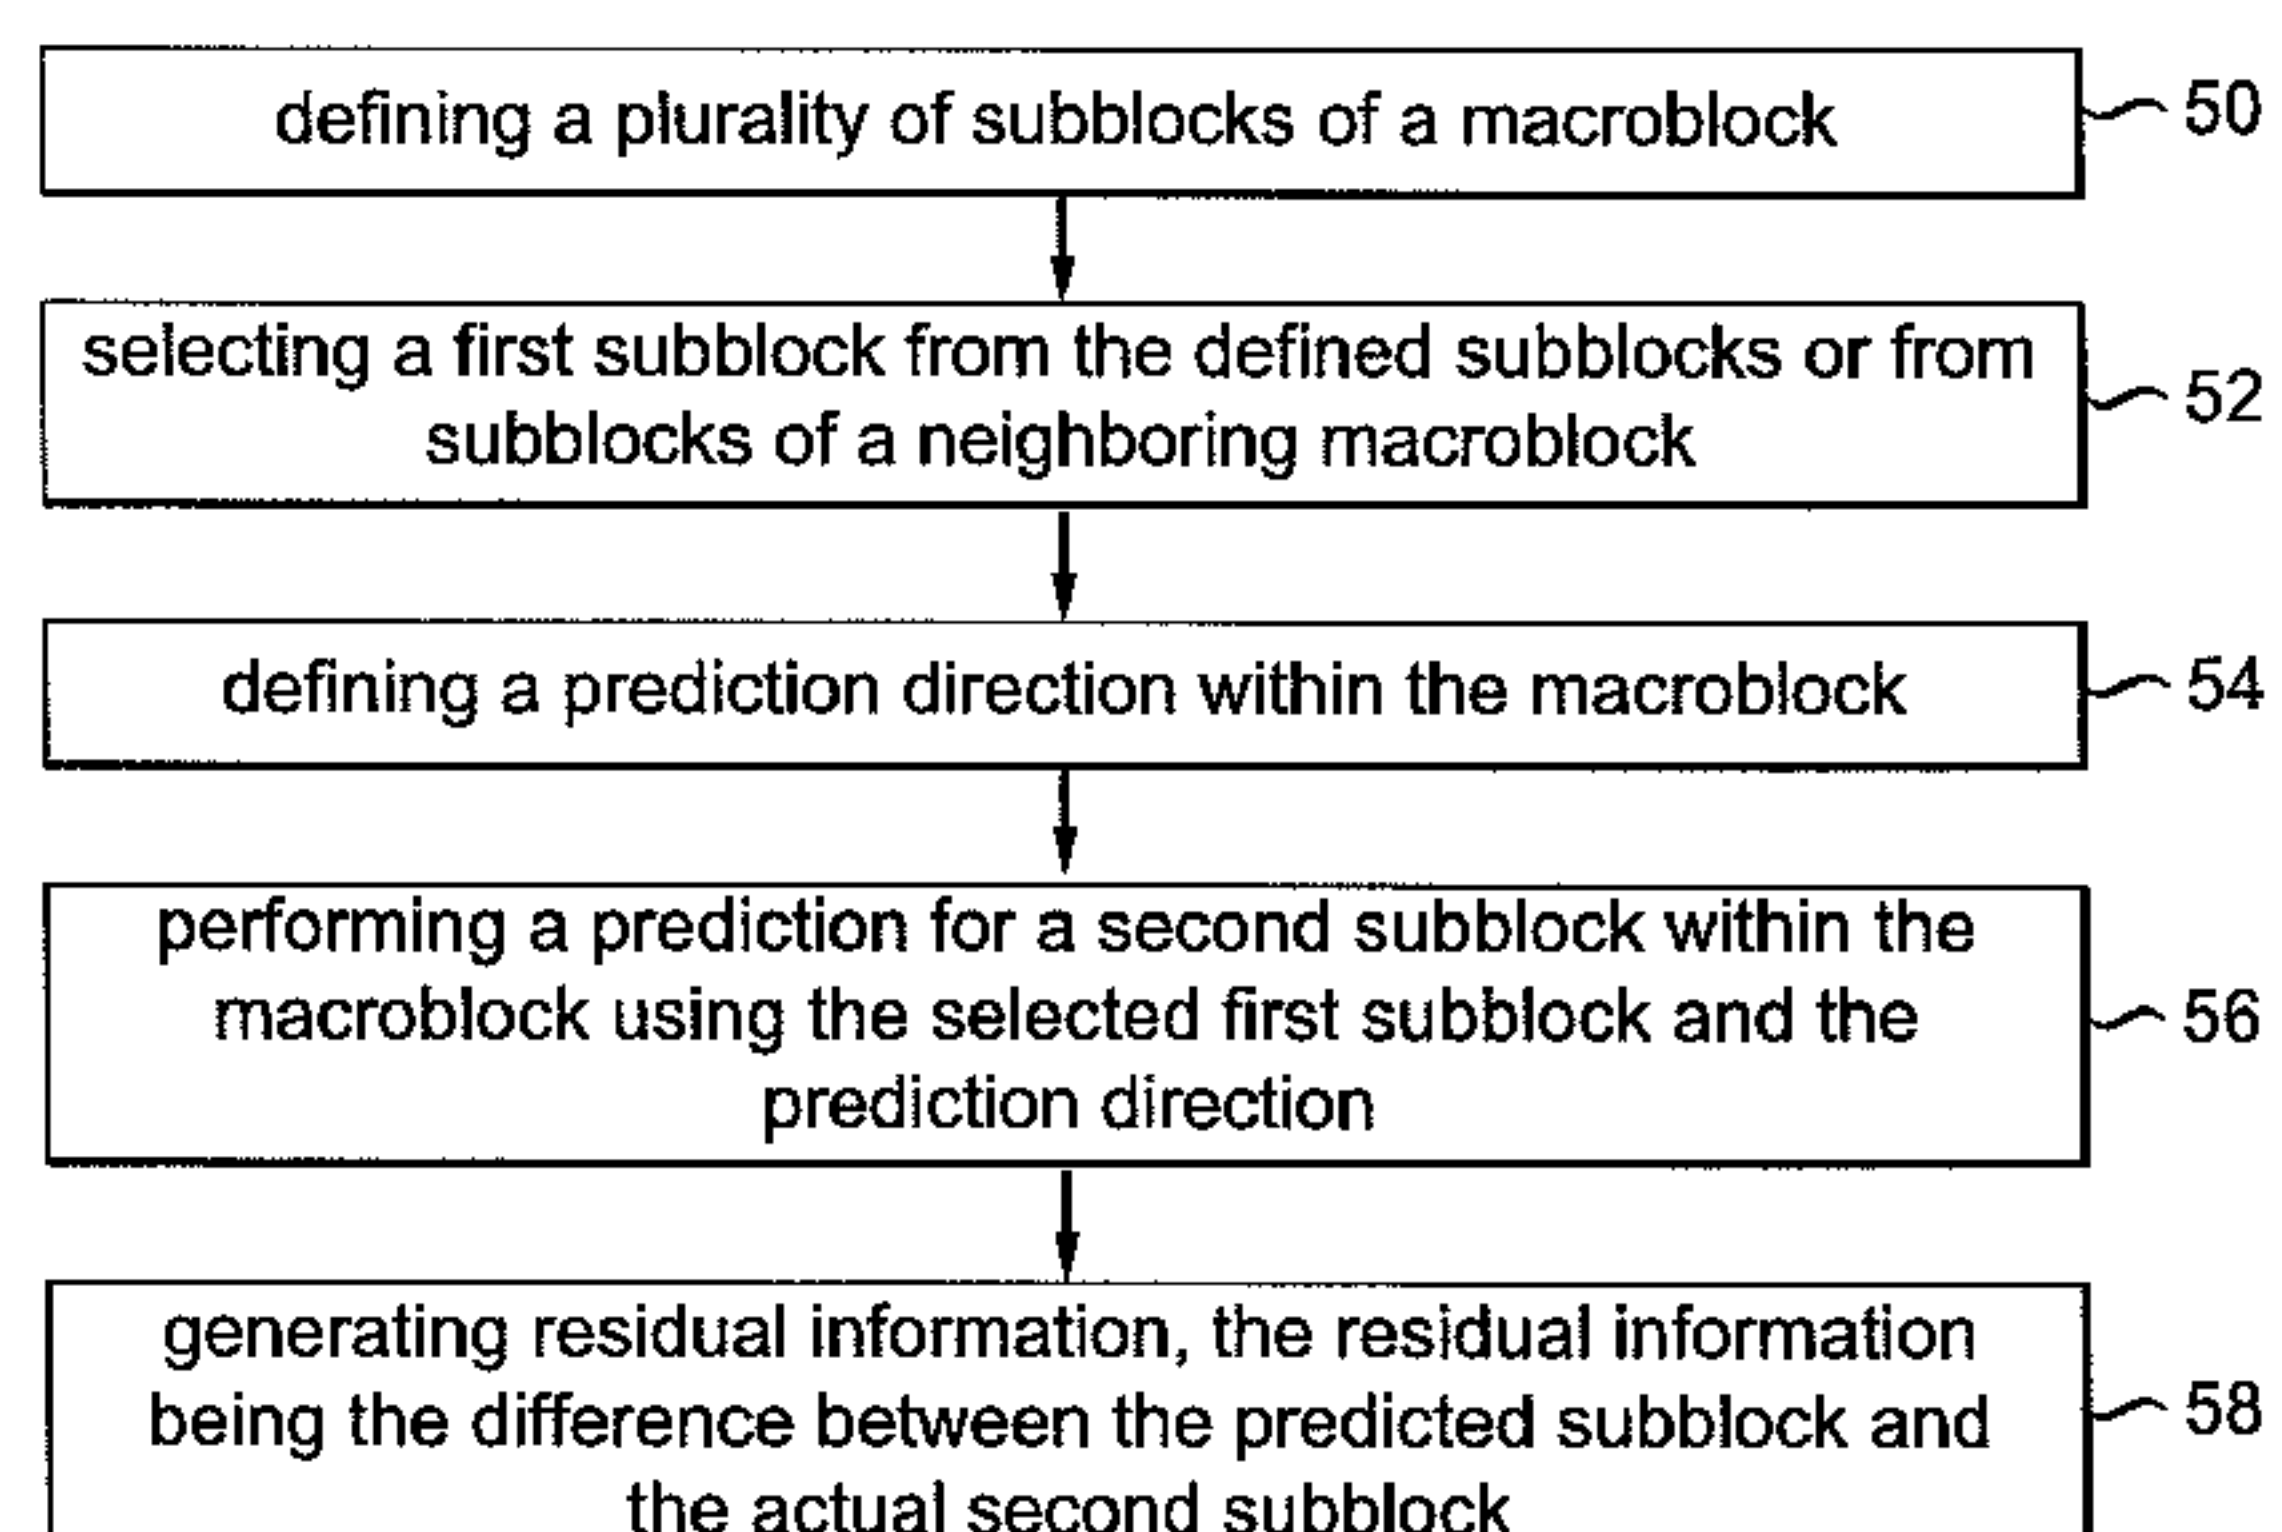 defining a plurality of subblocks of a macroblock
50
selecting a first subblock from the defined subblocks or from
subblocks of a neighboring macroblock
52
defining a prediction direction within the macroblock
54
performing a prediction for a second subblock within the
macroblock using the selected first subblock and the
prediction direction
56
generating residual information, the residual information
being the difference between the predicted subblock and
the actual second subblock
58